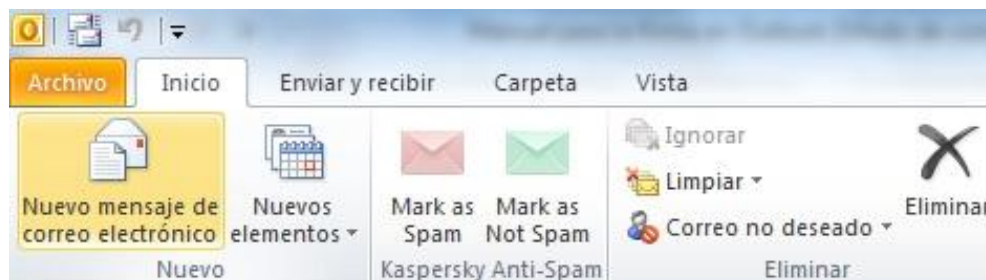 Archivo Inicio Enviar y recibir Carpeta Vista
Nuevo mensaje de correo electrónico
Nuevos elementos
Mark as Spam
Mark as Not Spam
Ignorar
Limpiar
Correo no deseado
Eliminar
Nuevo Kaspersky Anti-Spam Eliminar